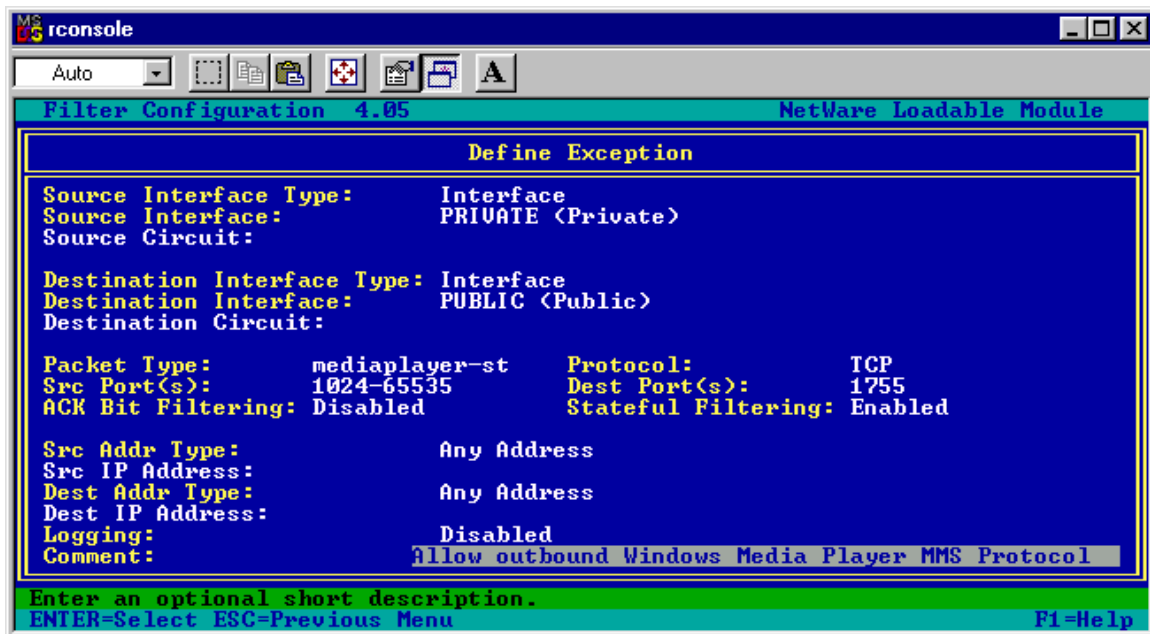 MS DOS rconsole
Auto A
Filter Configuration 4.05 NetWare Loadable Module
Define Exception
Source Interface Type: Interface
Source Interface: PRIVATE (Private)
Source Circuit:
Destination Interface Type: Interface
Destination Interface: PUBLIC (Public)
Destination Circuit:
Packet Type: mediaplayer-st Protocol: TCP
Src Port(s): 1024-65535 Dest Port(s): 1755
ACK Bit Filtering: Disabled Stateful Filtering: Enabled
Src Addr Type: Any Address
Src IP Address:
Dest Addr Type: Any Address
Dest IP Address:
Logging: Disabled
Comment: Allow outbound Windows Media Player MMS Protocol
Enter an optional short description.
ENTER=Select ESC=Previous Menu F1=Help